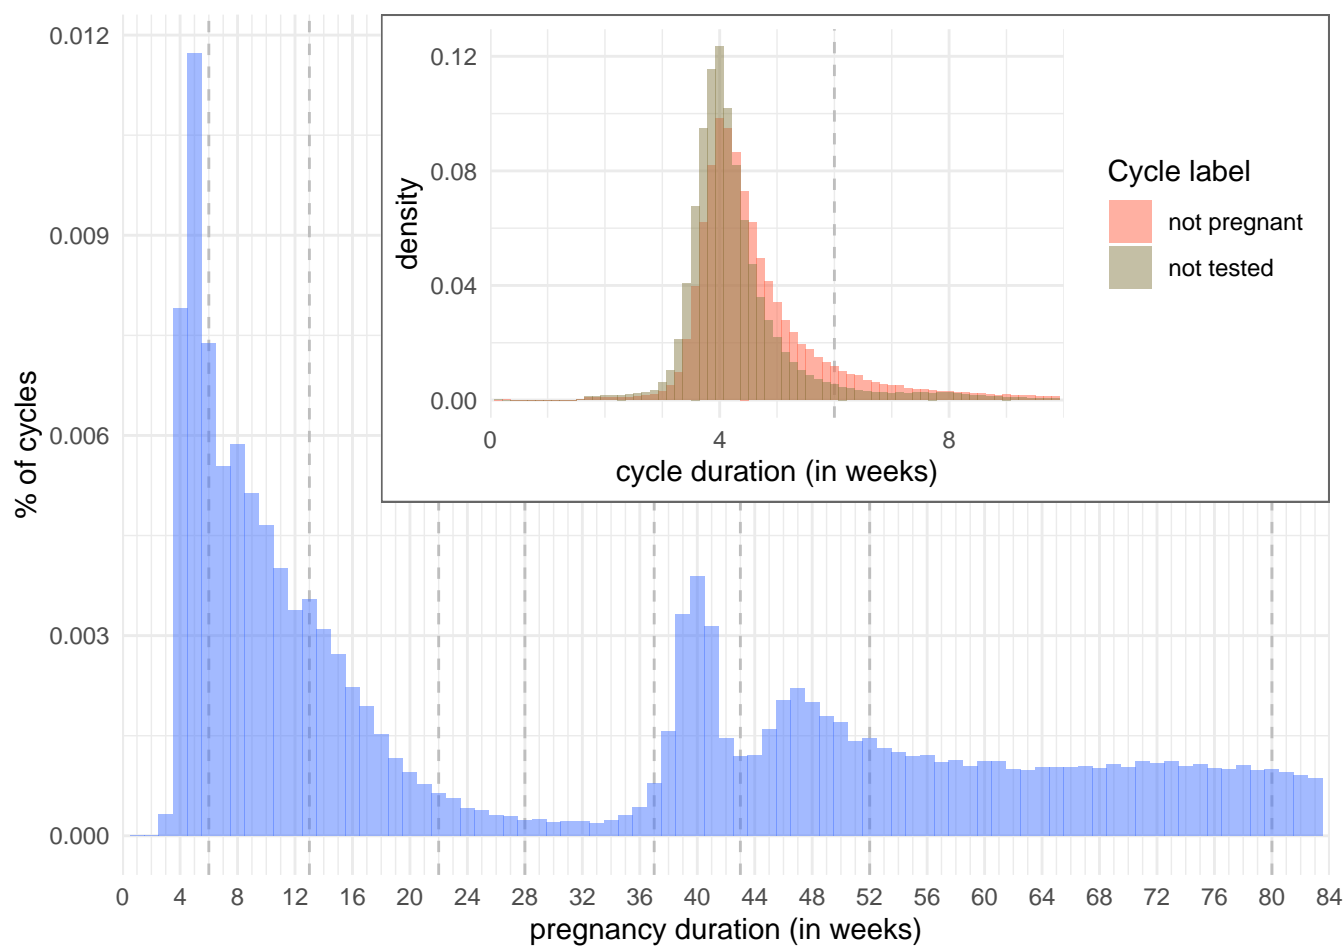 0.012
0.009
0.006
0.003
0.000
% of cycles
0 4 8 12 16 20 24 28 32 36 40 44 48 52 56 60 64 68 72 76 80 84
pregnancy duration (in weeks)
0.12
0.08
0.04
0.00
density
0 4 8
cycle duration (in weeks)
Cycle label
not pregnant
not tested